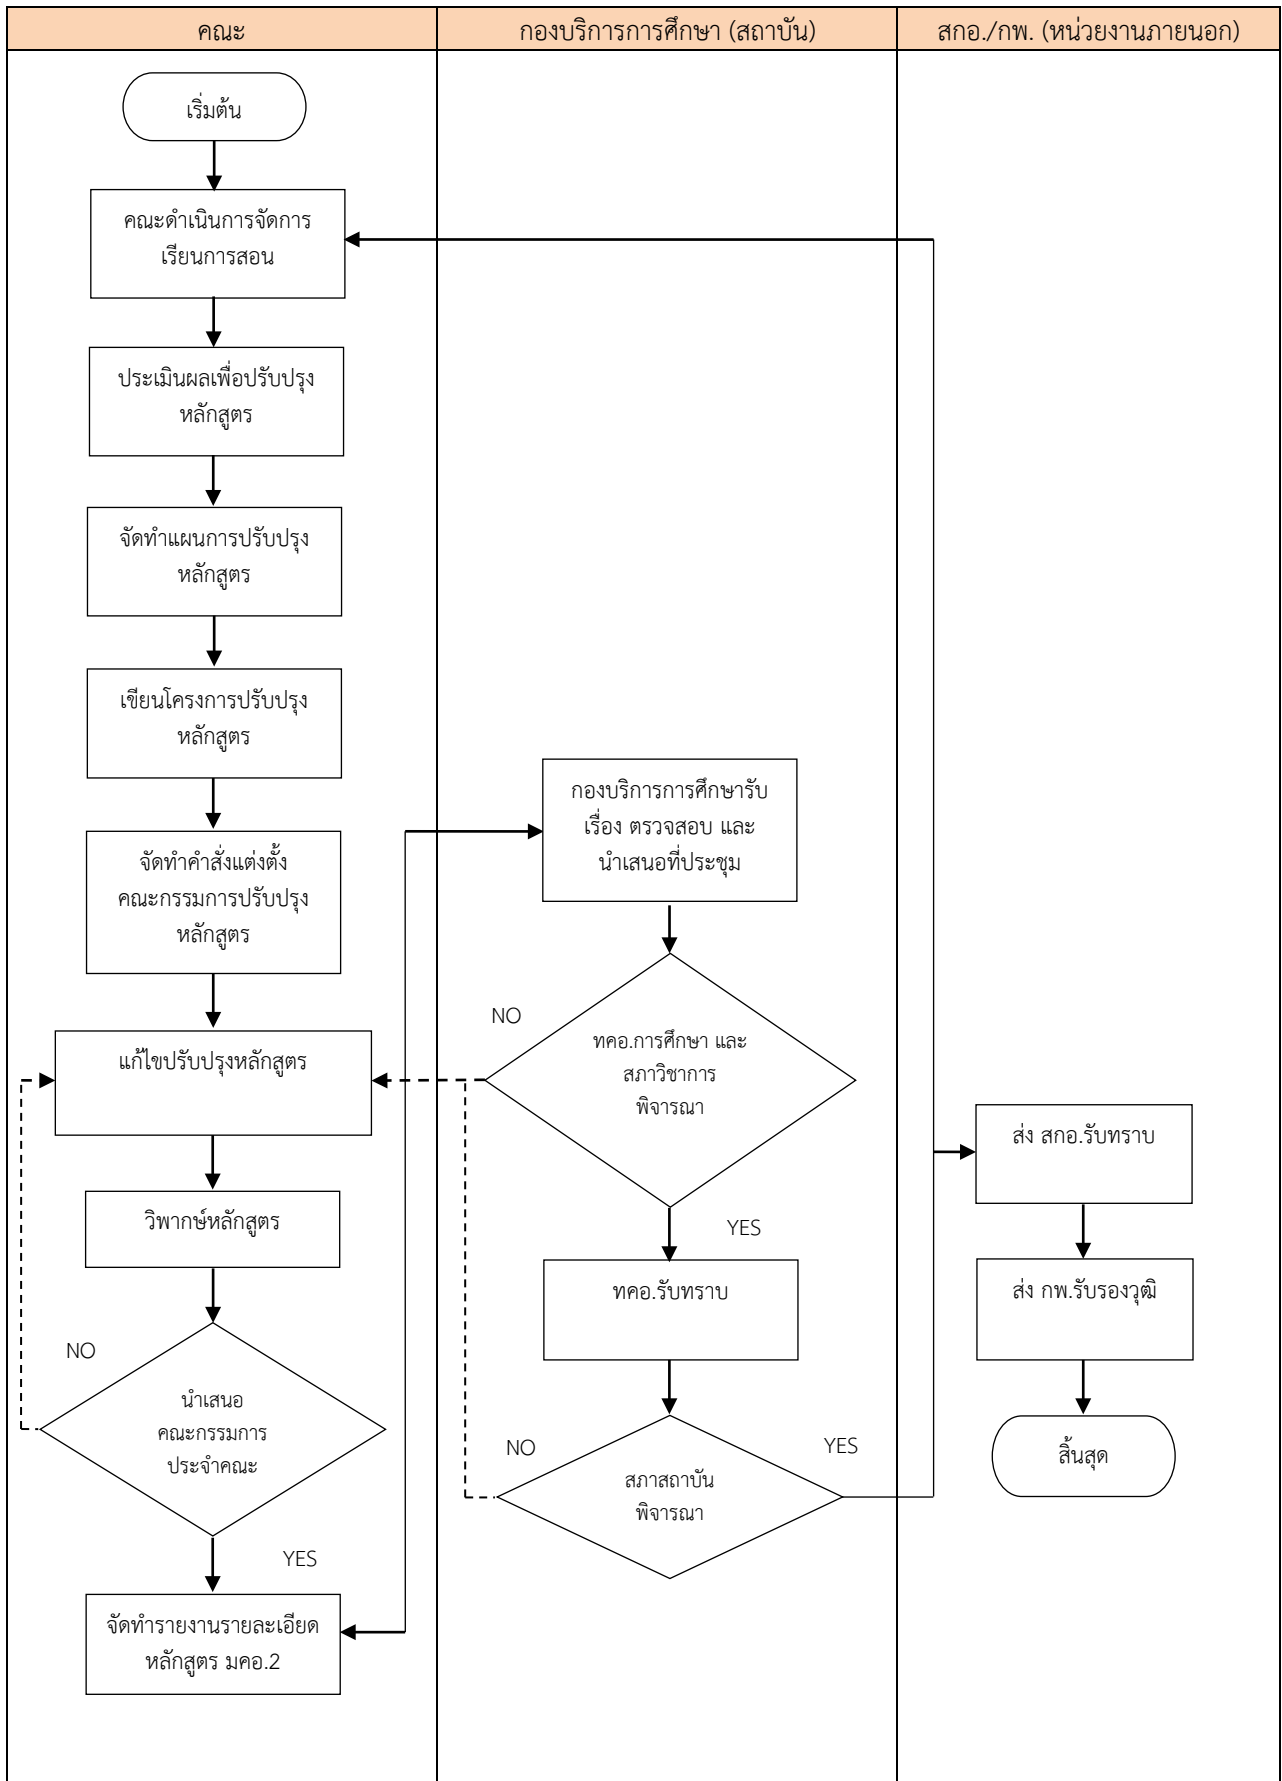 คณะ
กองบริการการศึกษา (สถาบัน)
สกอ./กพ. (หน่วยงานภายนอก)
เริ่มต้น
คณะดำเนินการจัดการ
เรียนการสอน
ประเมินผลเพื่อปรับปรุง
หลักสูตร
จัดทำแผนการปรับปรุง
หลักสูตร
เขียนโครงการปรับปรุง
หลักสูตร
จัดทำคำสั่งแต่งตั้ง
คณะกรรมการปรับปรุง
หลักสูตร
แก้ไขปรับปรุงหลักสูตร
วิพากษ์หลักสูตร
NO
นำเสนอ
คณะกรรมการ
ประจำคณะ
YES
จัดทำรายงานรายละเอียด
หลักสูตร มคอ.2
กองบริการการศึกษารับ
เรื่อง ตรวจสอบ และ
นำเสนอที่ประชุม
NO
ทคอ.การศึกษา และ
สภาวิชาการ
พิจารณา
YES
ทคอ.รับทราบ
NO
YES
สภาสถาบัน
พิจารณา
ส่ง สกอ.รับทราบ
ส่ง กพ.รับรองวุฒิ
สิ้นสุด